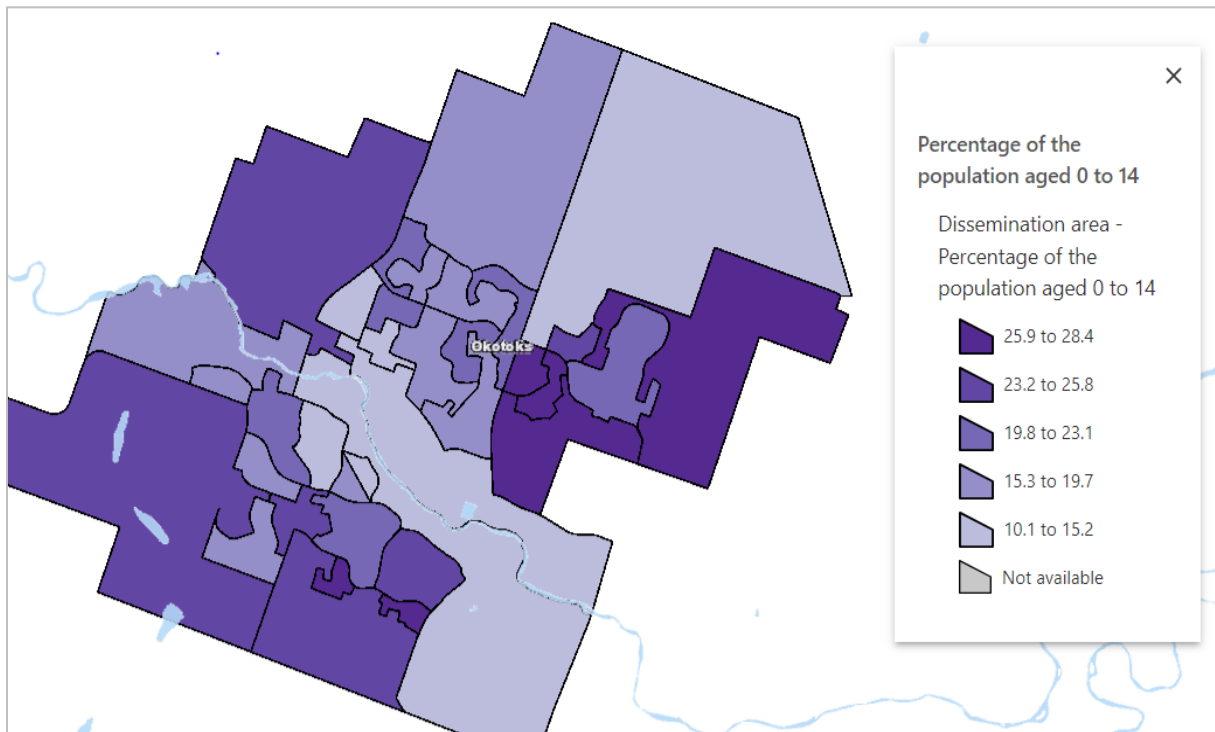 Okotoks
Percentage of the
population aged 0 to 14
Dissemination area -
Percentage of the
population aged 0 to 14
25.9 to 28.4
23.2 to 25.8
19.8 to 23.1
15.3 to 19.7
10.1 to 15.2
Not available